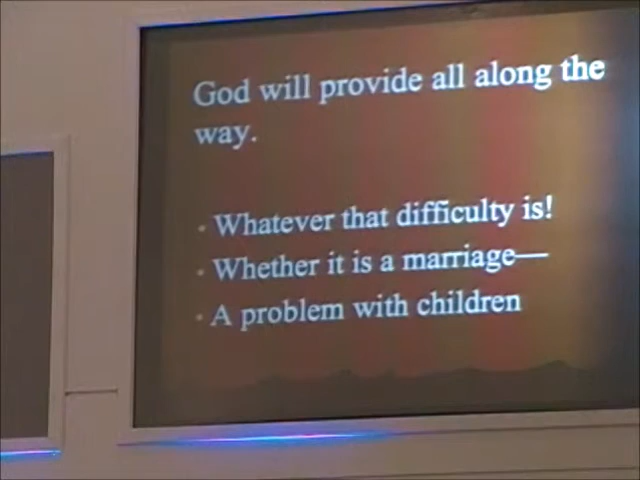 God will provide all along the
way.
• Whatever that difficulty is!
• Whether it is a marriage—
• A problem with children